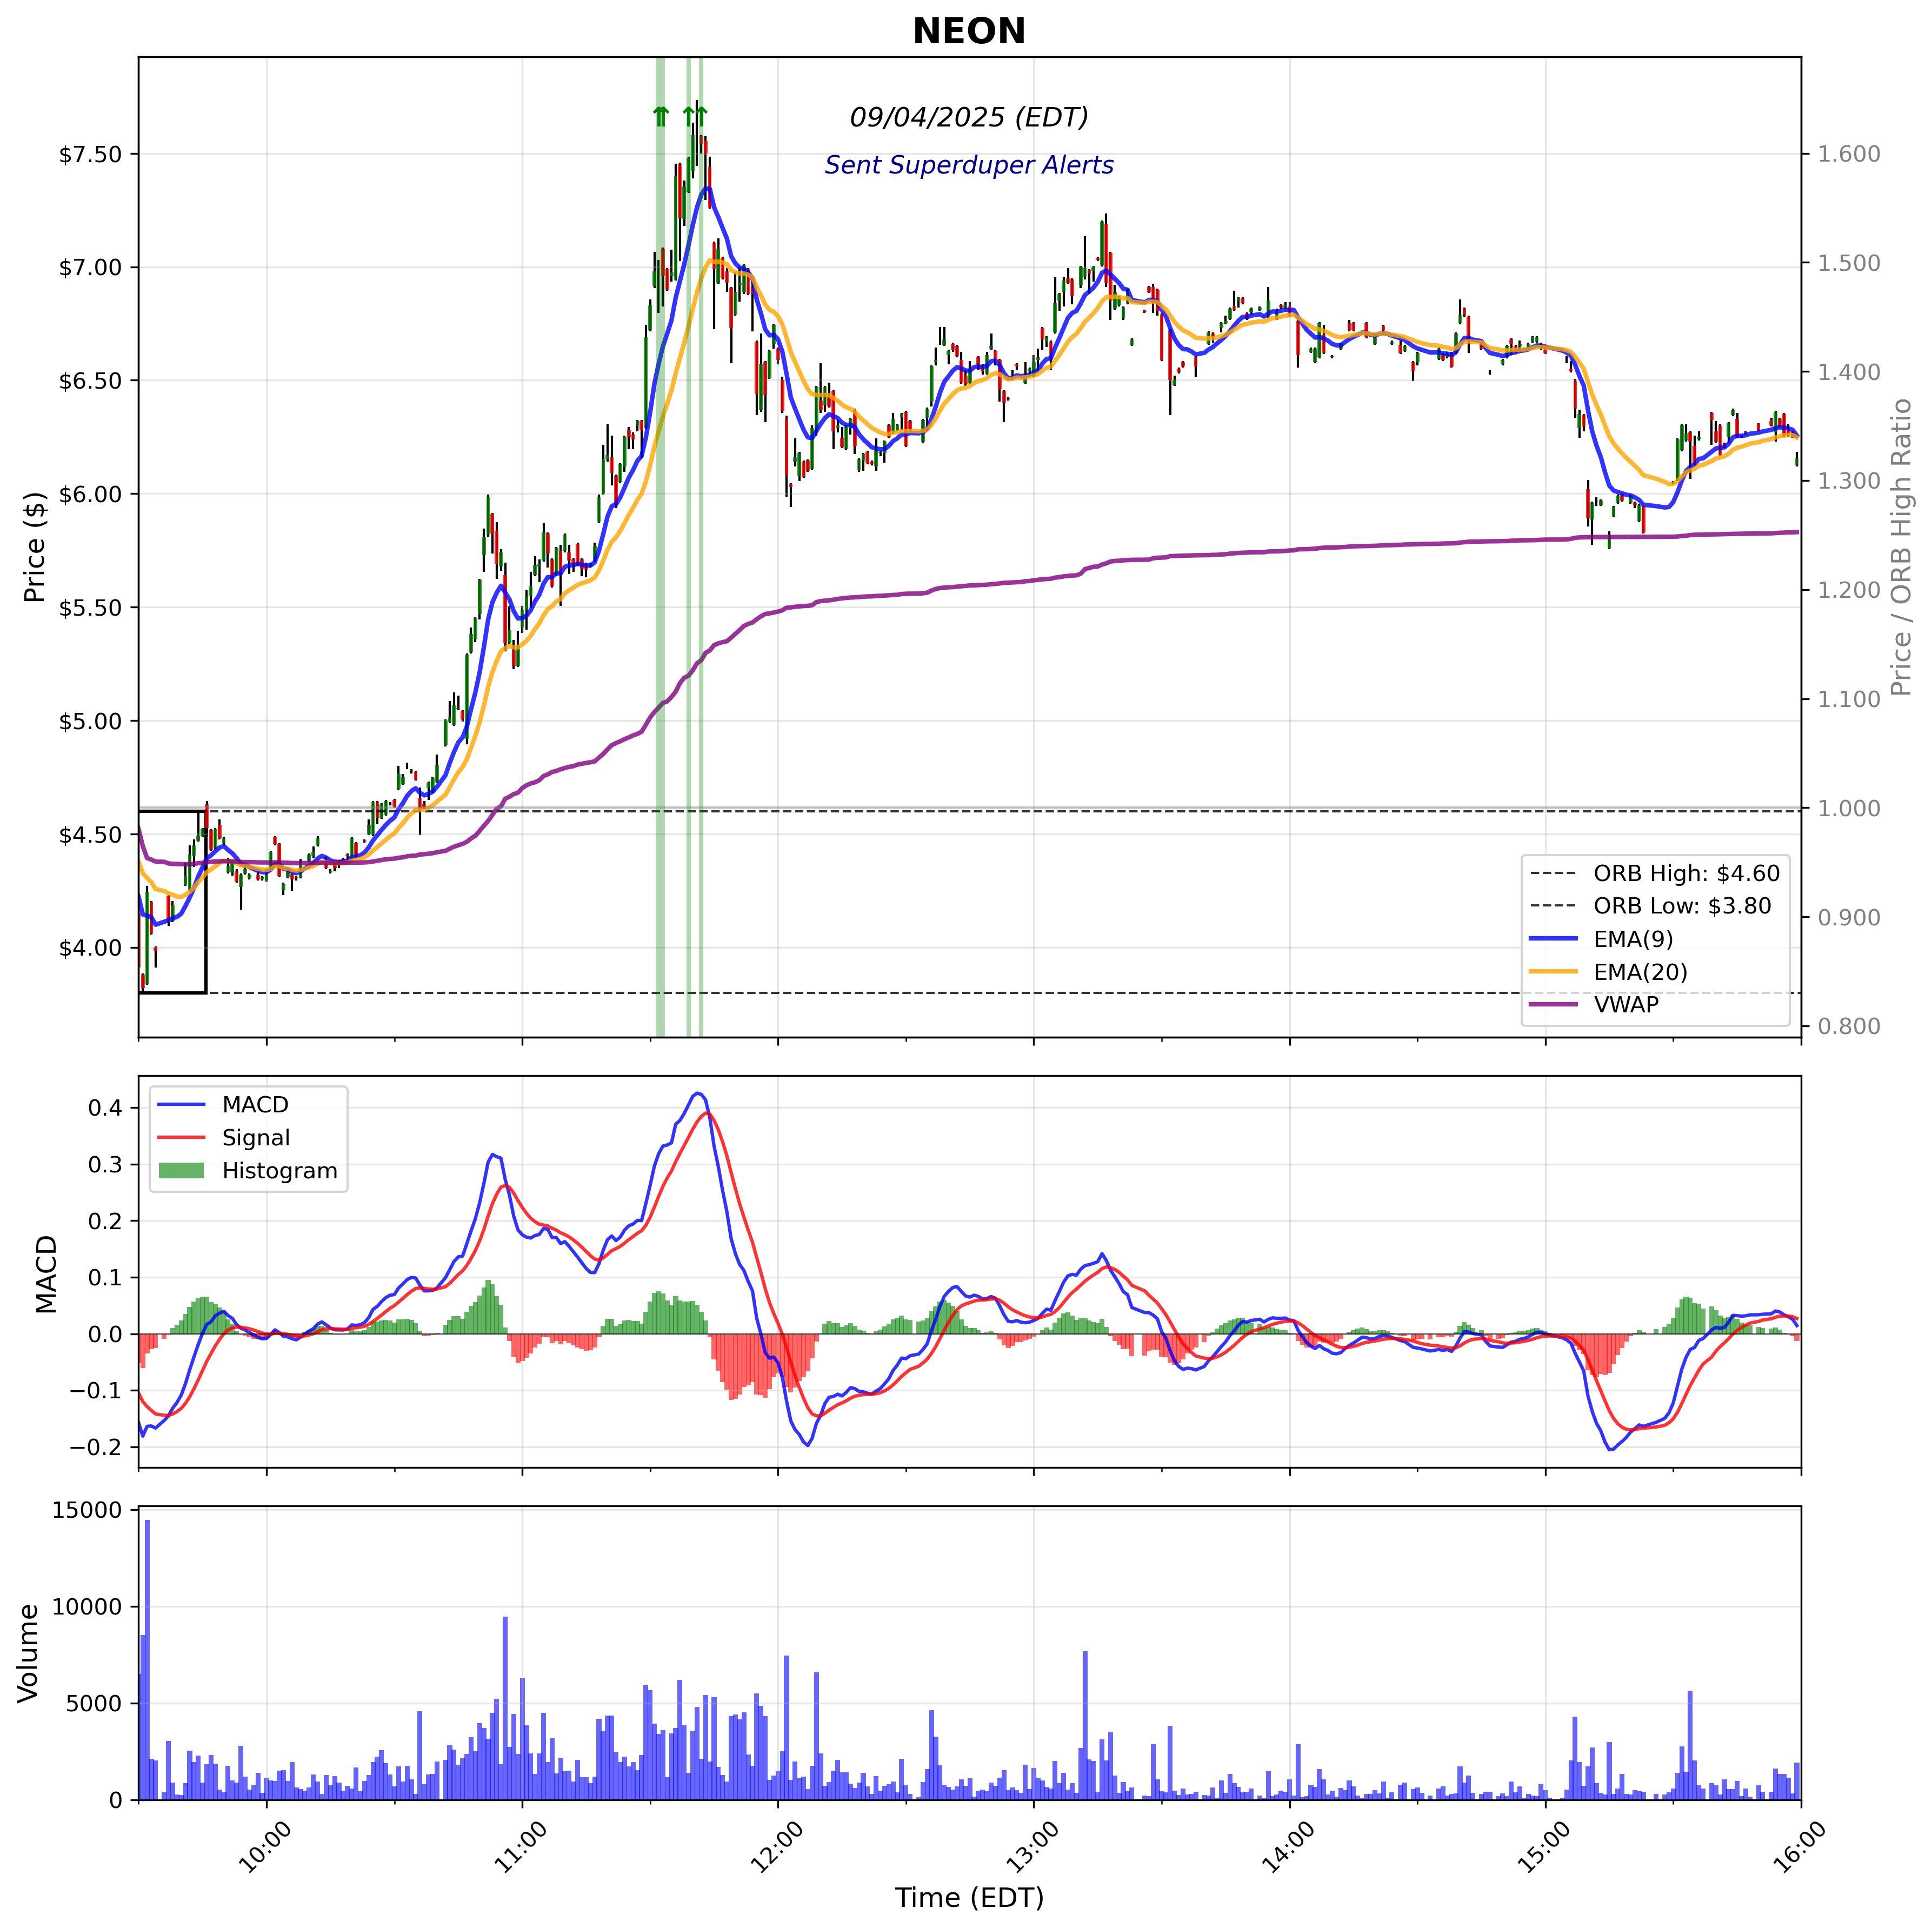 NEON
09/04/2025 (EDT)
Sent Superduper Alerts
Price ($)
$7.50
$7.00
$6.50
$6.00
$5.50
$5.00
$4.50
$4.00
Price / ORB High Ratio
1.600
1.500
1.400
1.300
1.200
1.100
1.000
0.900
0.800
ORB High: $4.60
ORB Low: $3.80
EMA(9)
EMA(20)
VWAP
MACD
0.4
0.3
0.2
0.1
0.0
−0.1
−0.2
MACD
Signal
Histogram
Volume
15000
10000
5000
0
10:00
11:00
12:00
13:00
14:00
15:00
16:00
Time (EDT)